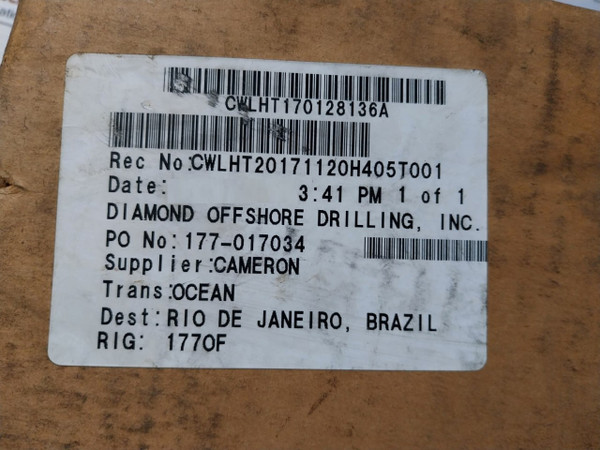 CWLHT170128136A
Rec No:CWLHT20171120H405T001
Date: 3:41 PM 1 of 1
DIAMOND OFFSHORE DRILLING, INC.
PO No:177-017034
Supplier:CAMERON
Trans:OCEAN
Dest:RIO DE JANEIRO, BRAZIL
RIG: 1770F